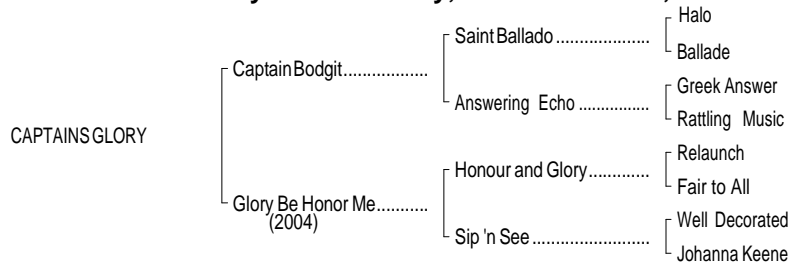 Halo
Saint Ballado ....................
Ballade
Captain Bodgit..................
Greek Answer
Answering Echo ...............
Rattling Music
CAPTAINS GLORY
Relaunch
Honour and Glory.............
Fair to All
Glory Be Honor Me...........
(2004)
Well Decorated
Sip 'n See .........................
Johanna Keene